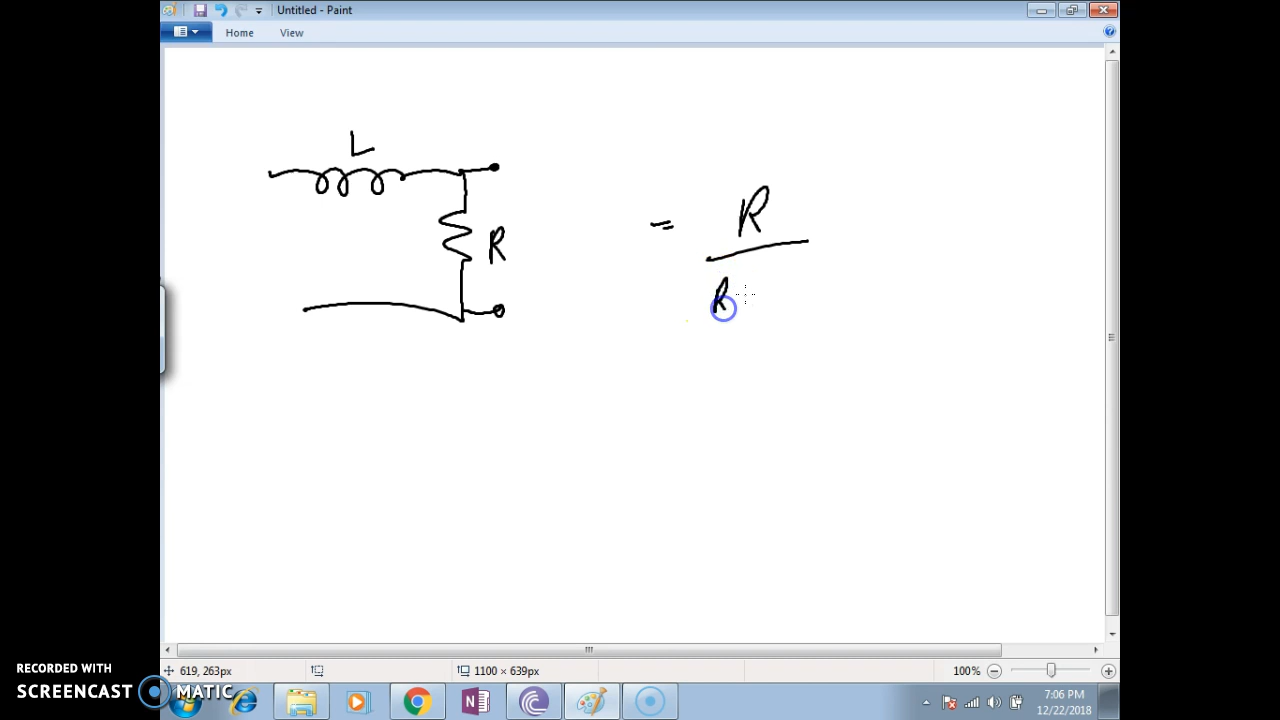 Untitled - Paint
Home View
L
R
= R
R
619, 263px
1100 × 639px
100%
RECORDED WITH
SCREENCAST MATIC
7:06 PM
12/22/2018